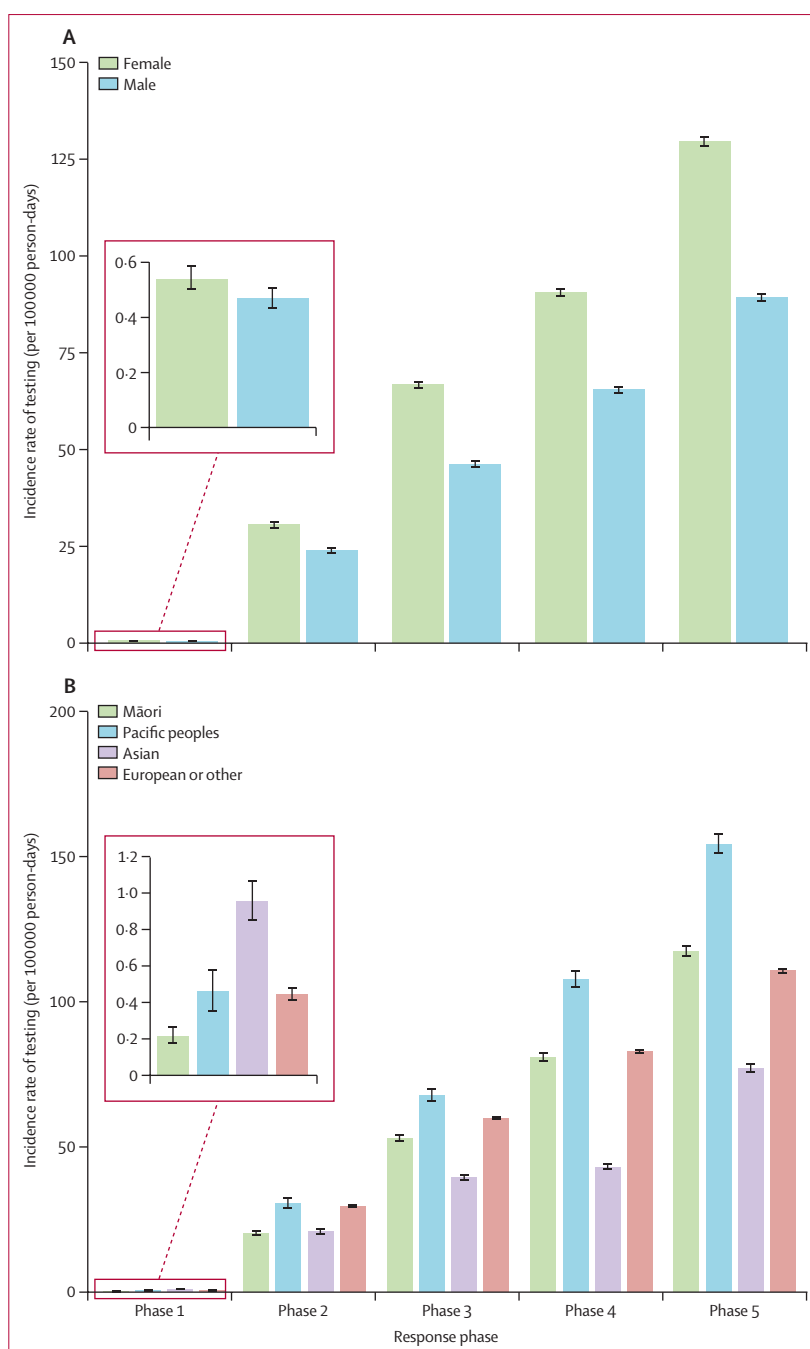 A
Female
Male
Incidence rate of testing (per 100 000 person-days)
150
125
100
75
50
25
0
0·6
0·4
0·2
0
B
Māori
Pacific peoples
Asian
European or other
Incidence rate of testing (per 100 000 person-days)
200
150
100
50
0
1·2
1·0
0·8
0·6
0·4
0·2
0
Phase 1 Phase 2 Phase 3 Phase 4 Phase 5
Response phase